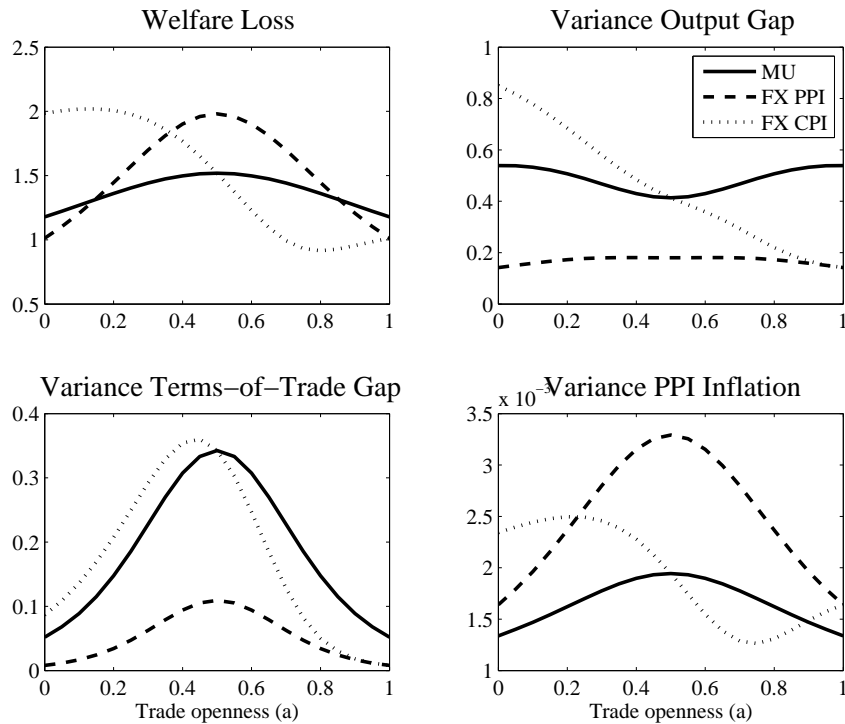 Welfare Loss
2.5
2
1.5
1
0.5
0 0.2 0.4 0.6 0.8 1
Variance Output Gap
1
0.8
0.6
0.4
0.2
0
MU
FX PPI
FX CPI
0 0.2 0.4 0.6 0.8 1
Variance Terms−of−Trade Gap
0.4
0.3
0.2
0.1
0
0 0.2 0.4 0.6 0.8 1
Trade openness (a)
x 10−3
Variance PPI Inflation
3.5
3
2.5
2
1.5
1
0 0.2 0.4 0.6 0.8 1
Trade openness (a)